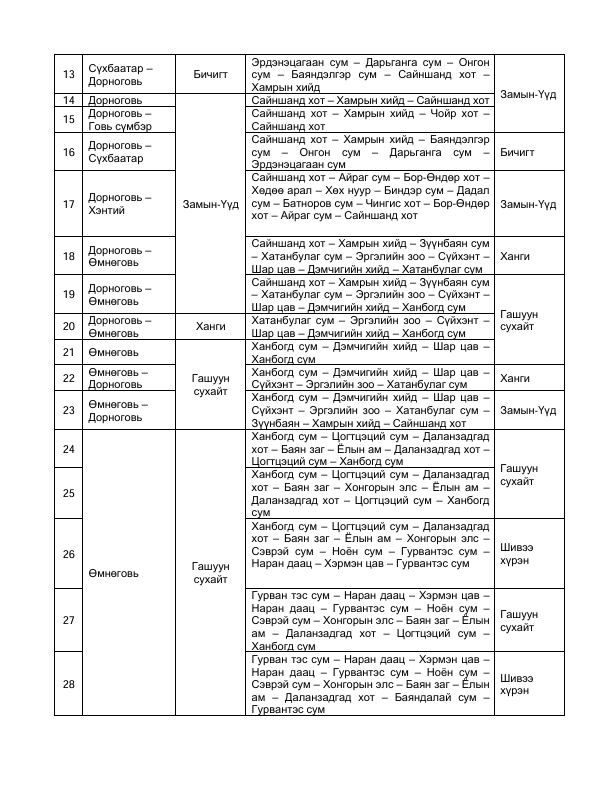 13
Сүхбаатар –
Дорноговь
Бичигт
Эрдэнэцагаан сум – Дарьганга сум – Онгон
сум – Баяндэлгэр сум – Сайншанд хот –
Хамрын хийд
Замын-Үүд
14
Дорноговь
Замын-Үүд
Сайншанд хот – Хамрын хийд – Сайншанд хот
15
Дорноговь –
Говь сүмбэр
Сайншанд хот – Хамрын хийд – Чойр хот –
Сайншанд хот
16
Дорноговь –
Сүхбаатар
Сайншанд хот – Хамрын хийд – Баяндэлгэр
сум – Онгон сум – Дарьганга сум –
Эрдэнэцагаан сум
Бичигт
17
Дорноговь –
Хэнтий
Сайншанд хот – Айраг сум – Бор-Өндөр хот –
Хөдөө арал – Хөх нуур – Биндэр сум – Дадал
сум – Батноров сум – Чингис хот – Бор-Өндөр
хот – Айраг сум – Сайншанд хот
Замын-Үүд
18
Дорноговь –
Өмнөговь
Сайншанд хот – Хамрын хийд – Зүүнбаян сум
– Хатанбулаг сум – Эргэлийн зоо – Сүйхэнт –
Шар цав – Дэмчигийн хийд – Хатанбулаг сум
Ханги
19
Дорноговь –
Өмнөговь
Сайншанд хот – Хамрын хийд – Зүүнбаян сум
– Хатанбулаг сум – Эргэлийн зоо – Сүйхэнт –
Шар цав – Дэмчигийн хийд – Ханбогд сум
Гашуун
сухайт
20
Дорноговь –
Өмнөговь
Ханги
Хатанбулаг сум – Эргэлийн зоо – Сүйхэнт –
Шар цав – Дэмчигийн хийд – Ханбогд сум
21
Өмнөговь
Гашуун
сухайт
Ханбогд сум – Дэмчигийн хийд – Шар цав –
Ханбогд сум
22
Өмнөговь –
Дорноговь
Ханбогд сум – Дэмчигийн хийд – Шар цав –
Сүйхэнт – Эргэлийн зоо – Хатанбулаг сум
Ханги
23
Өмнөговь –
Дорноговь
Ханбогд сум – Дэмчигийн хийд – Шар цав –
Сүйхэнт – Эргэлийн зоо – Хатанбулаг сум –
Зүүнбаян – Хамрын хийд – Сайншанд хот
Замын-Үүд
24
Өмнөговь
Гашуун
сухайт
Ханбогд сум – Цогтцэций сум – Даланзадгад
хот – Баян заг – Ёлын ам – Даланзадгад хот –
Цогтцэций сум – Ханбогд сум
Гашуун
сухайт
25
Ханбогд сум – Цогтцэций сум – Даланзадгад
хот – Баян заг – Хонгорын элс – Ёлын ам –
Даланзадгад хот – Цогтцэций сум – Ханбогд
сум
26
Ханбогд сум – Цогтцэций сум – Даланзадгад
хот – Баян заг – Ёлын ам – Хонгорын элс –
Сэврэй сум – Ноён сум – Гурвантэс сум –
Наран даац – Хэрмэн цав – Гурвантэс сум
Шивээ
хүрэн
27
Гурван тэс сум – Наран даац – Хэрмэн цав –
Наран даац – Гурвантэс сум – Ноён сум –
Сэврэй сум – Хонгорын элс – Баян заг – Ёлын
ам – Даланзадгад хот – Цогтцэций сум –
Ханбогд сум
Гашуун
сухайт
28
Гурван тэс сум – Наран даац – Хэрмэн цав –
Наран даац – Гурвантэс сум – Ноён сум –
Сэврэй сум – Хонгорын элс – Баян заг – Ёлын
ам – Даланзадгад хот – Баяндалай сум –
Гурвантэс сум
Шивээ
хүрэн